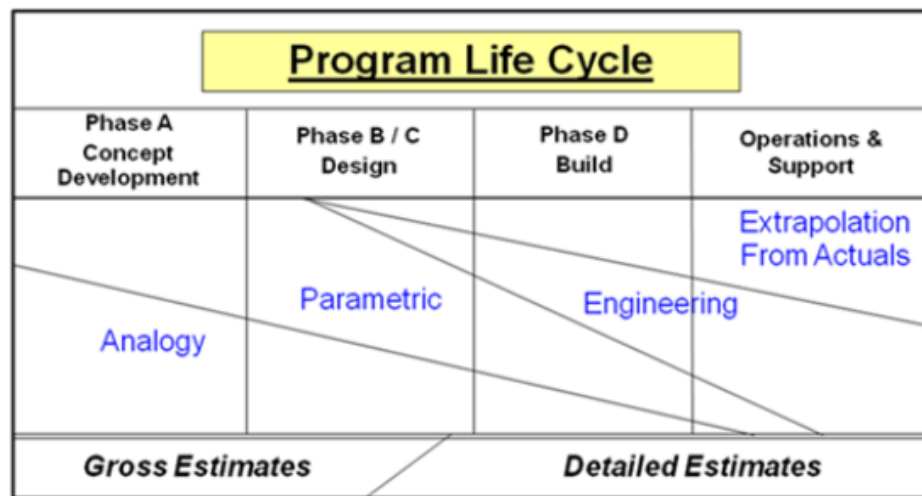 Program Life Cycle
Phase A
Concept
Development
Phase B / C
Design
Phase D
Build
Operations &
Support
Extrapolation
From Actuals
Parametric
Engineering
Analogy
Gross Estimates
Detailed Estimates